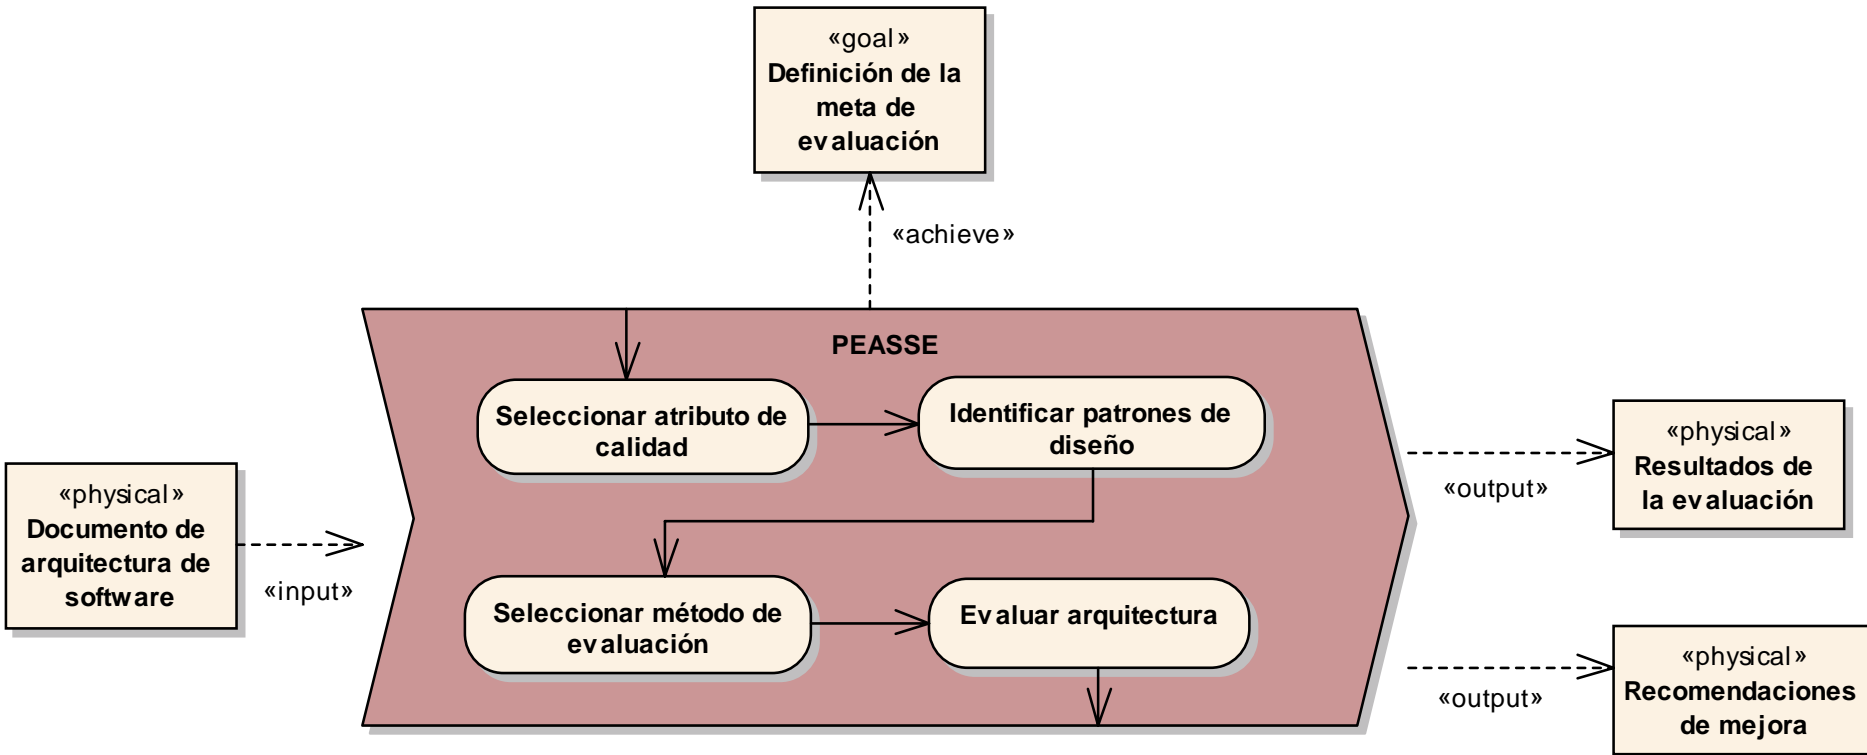 «goal»
Definición de la
meta de
evaluación
«achieve»
PEASSE
Seleccionar atributo de
calidad
Identificar patrones de
diseño
«physical»
Documento de
arquitectura de
software
«input»
Seleccionar método de
evaluación
Evaluar arquitectura
«physical»
Resultados de
la evaluación
«output»
«physical»
Recomendaciones
de mejora
«output»